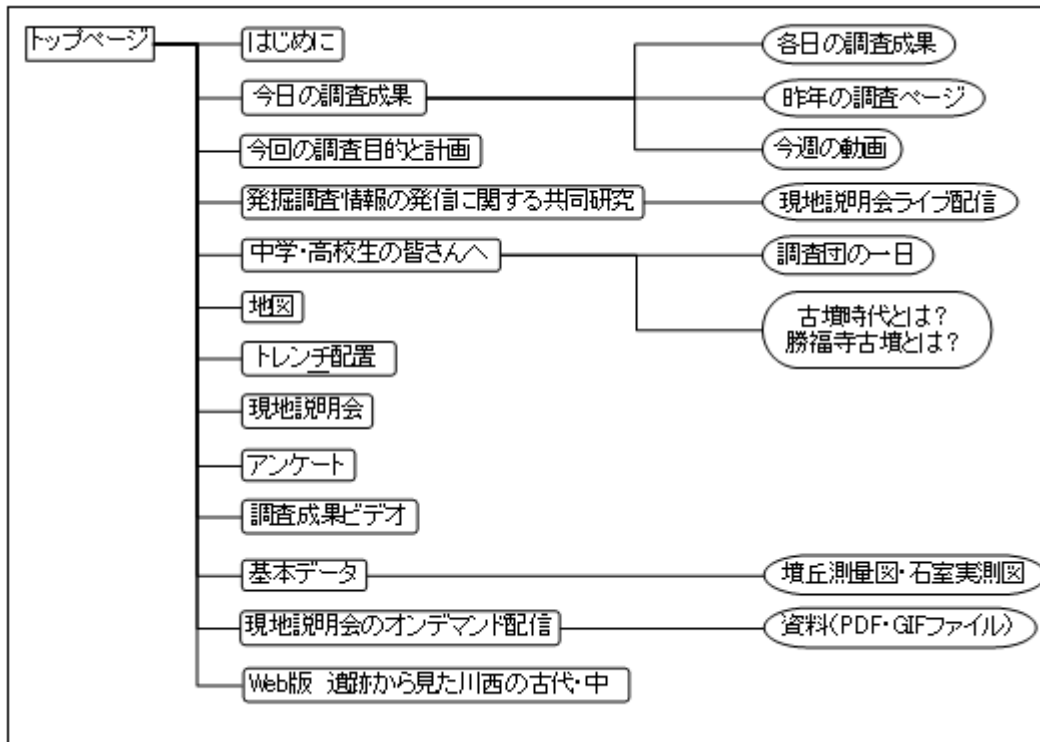 トップページ
はじめに
各日の調査成果
今日の調査成果
昨年の調査ページ
今回の調査目的と計画
今週の動画
発掘調査情報の発信に関する共同研究
現地説明会ライブ配信
中学・高校生の皆さんへ
調査団の一日
地図
古墳時代とは?
勝福寺古墳とは?
トレンチ配置
現地説明会
アンケート
調査成果ビデオ
基本データ
墳丘測量図・石室実測図
現地説明会のオンデマンド配信
資料(PDF・GIFファイル)
Web版 遺跡から見た川西の古代・中